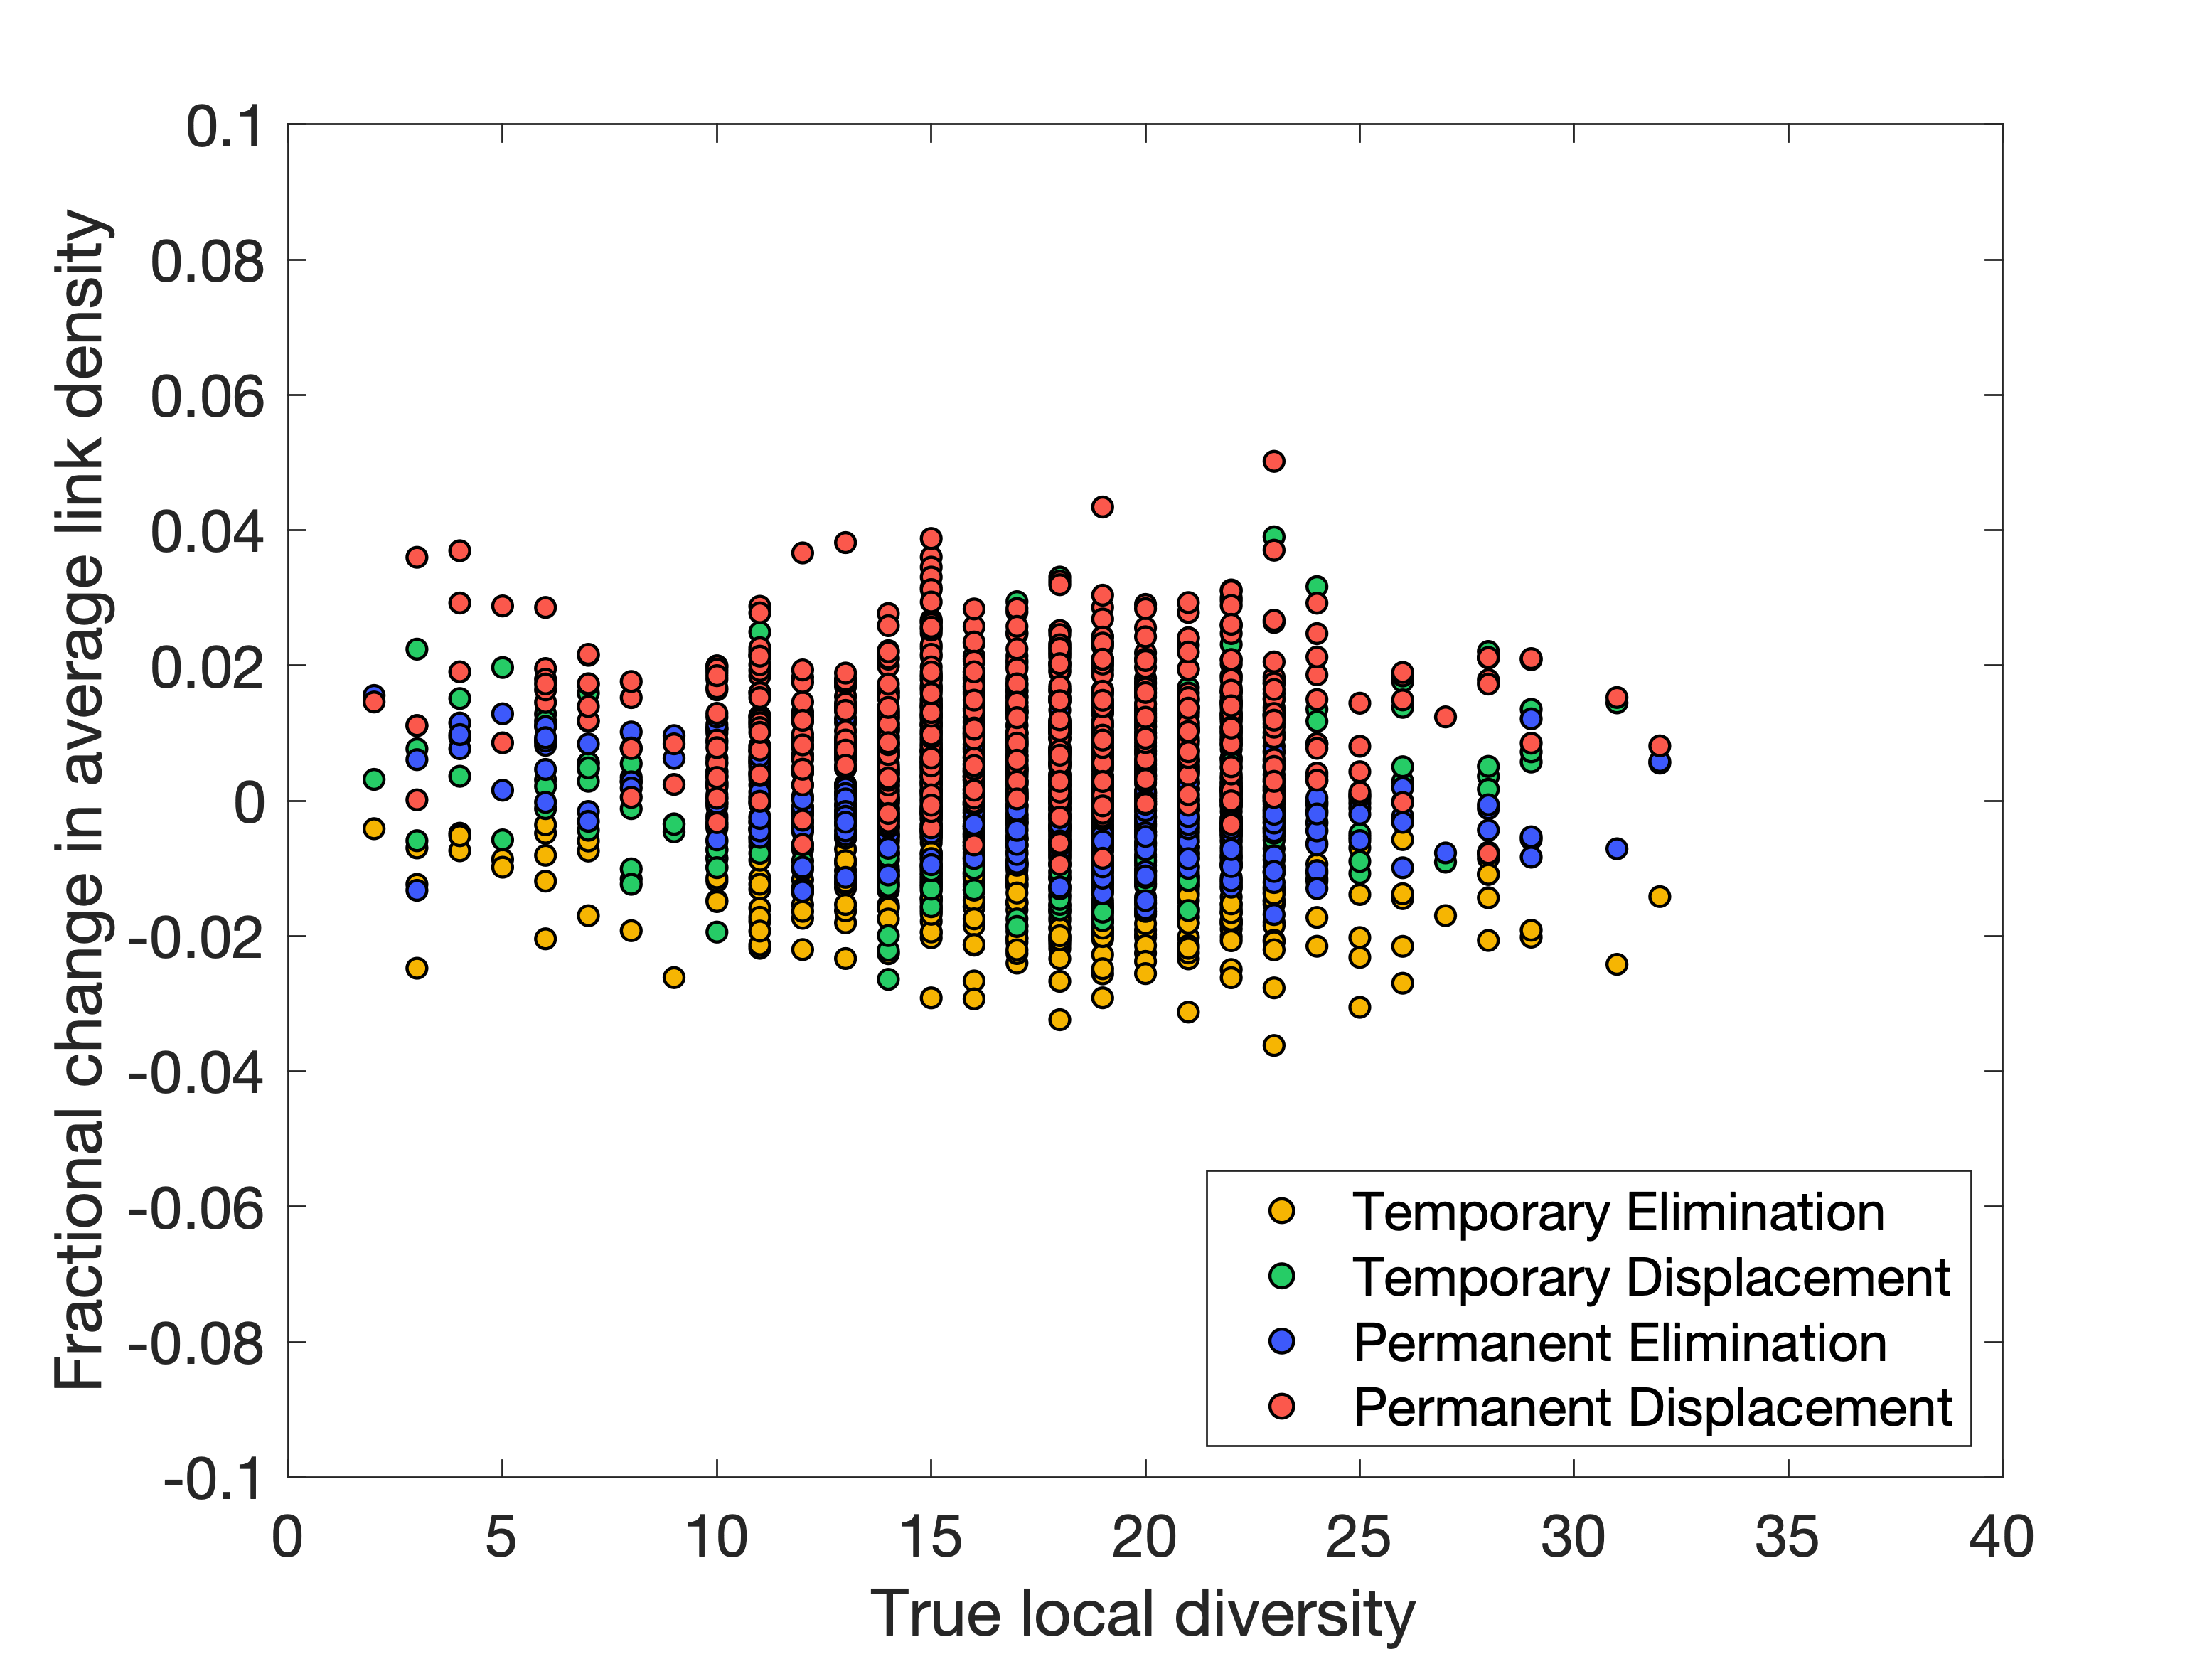 Fractional change in average link density
0.1
0.08
0.06
0.04
0.02
0
-0.02
-0.04
-0.06
-0.08
-0.1
Temporary Elimination
Temporary Displacement
Permanent Elimination
Permanent Displacement
0 5 10 15 20 25 30 35 40
True local diversity